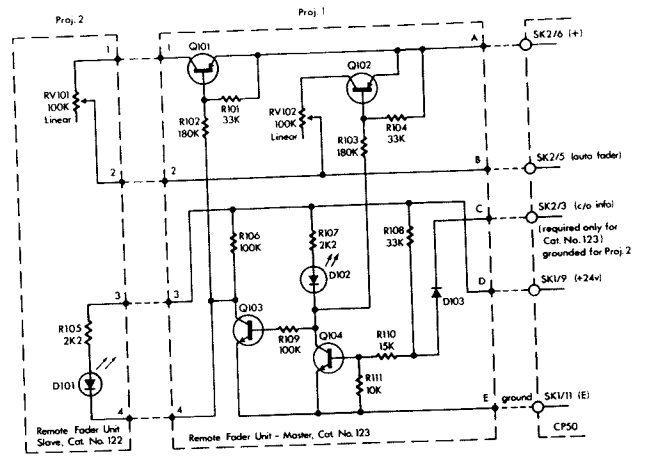 Proj. 2
Proj. 1
1
1
Q101
A
SK2/6 (+)
Q102
RV101
100K
Linear
R101
33K
R102
180K
RV102
100K
Linear
R104
33K
R103
180K
2
2
B
SK2/5 (auto fader)
C
SK2/3 (c/o info)
(required only for
Cat. No. 123)
grounded for Proj. 2
R106
100K
R107
2K2
R108
33K
D102
D103
D
SK1/9 (+24v)
3
3
R105
2K2
Q103
R109
100K
Q104
R110
15K
R111
10K
D101
4
4
E
ground
SK1/11 (E)
CP50
Remote Fader Unit
Slave, Cat. No. 122
Remote Fader Unit - Master, Cat. No. 123